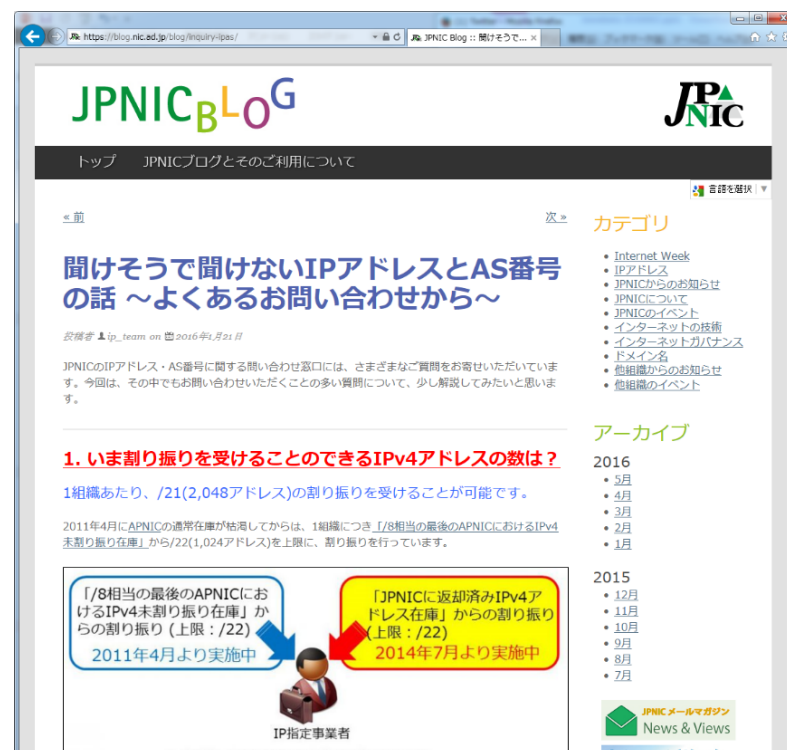 https://blog.nic.ad.jp/blog/inquiry-ipas/
JPNIC Blog :: 聞けそうで... ×
JPNIC BLOG
JPNIC
トップ JPNICブログとそのご利用について
言語を選択 ▼
« 前 次 »
聞けそうで聞けないIPアドレスとAS番号
の話 ～よくあるお問い合わせから～
投稿者 ip_team on 2016年1月21日
JPNICのIPアドレス・AS番号に関する問い合わせ窓口には、さまざまなご質問をお寄せいただいていま
す。今回は、その中でもお問い合わせいただくことの多い質問について、少し解説してみたいと思いま
す。
1. いま割り振りを受けることのできるIPv4アドレスの数は？
1組織あたり、/21(2,048アドレス)の割り振りを受けることが可能です。
2011年4月にAPNICの通常在庫が枯渇してからは、1組織につき「/8相当の最後のAPNICにおけるIPv4
未割り振り在庫」から/22(1,024アドレス)を上限に、割り振りを行っています。
「/8相当の最後のAPNICにお
けるIPv4未割り振り在庫」か
らの割り振り (上限：/22)
2011年4月より実施中
「JPNICに返却済みIPv4ア
ドレス在庫」からの割り振り
(上限：/22)
2014年7月より実施中
IP指定事業者
カテゴリ
Internet Week
IPアドレス
JPNICからのお知らせ
JPNICについて
JPNICのイベント
インターネットの技術
インターネットガバナンス
ドメイン名
他組織からのお知らせ
他組織のイベント
アーカイブ
2016
5月
4月
3月
2月
1月
2015
12月
11月
10月
9月
8月
7月
JPNIC メールマガジン
News & Views